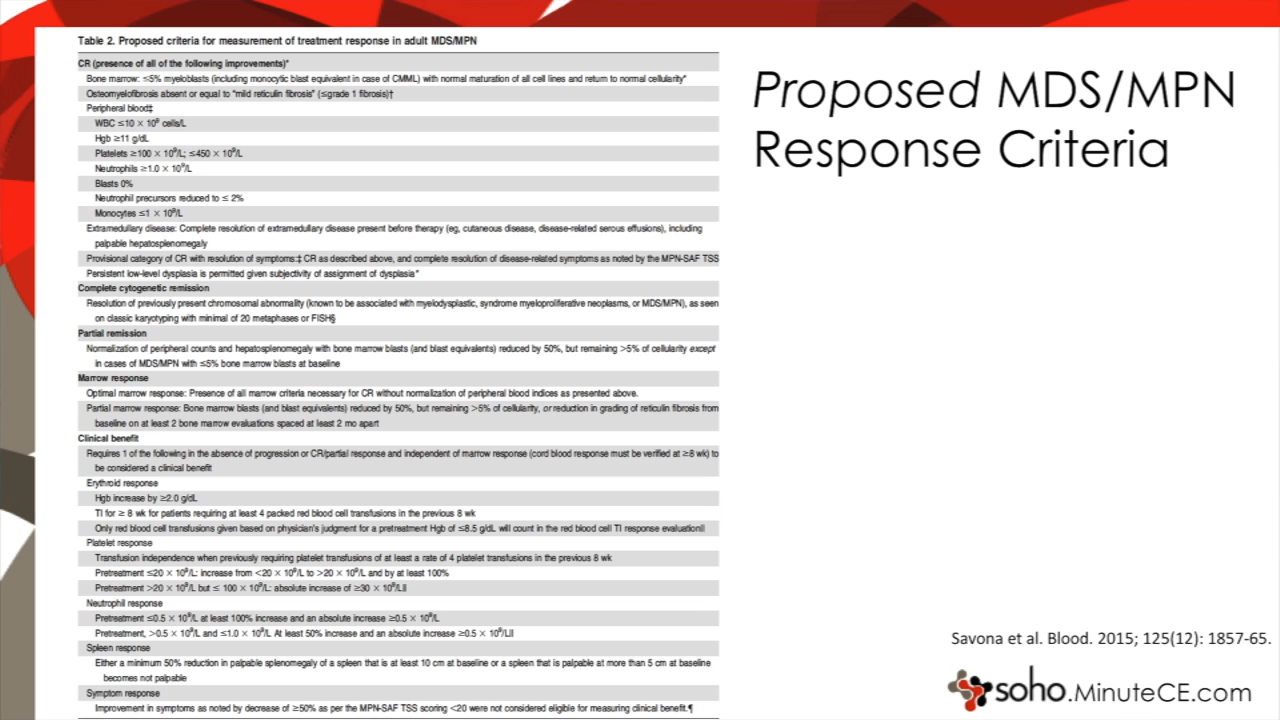 Table 2. Proposed criteria for measurement of treatment response in adult MDS/MPN
CR (presence of all of the following improvements)*
Bone marrow: ≤5% myeloblasts (including monocytic blast equivalent in case of CMML) with normal maturation of all cell lines and return to normal cellularity*
Osteomyelofibrosis absent or equal to "mild reticulin fibrosis" (≤grade 1 fibrosis)†
Peripheral blood‡
WBC ≤10 × 10⁹ cells/L
Hgb ≥11 g/dL
Platelets ≥100 × 10⁹/L; ≤450 × 10⁹/L
Neutrophils ≥1.0 × 10⁹/L
Blasts 0%
Neutrophil precursors reduced to ≤ 2%
Monocytes ≤1 × 10⁹/L
Extramedullary disease: Complete resolution of extramedullary disease present before therapy (eg, cutaneous disease, disease-related serous effusions), including
palpable hepatosplenomegaly
Provisional category of CR with resolution of symptoms:‡ CR as described above, and complete resolution of disease-related symptoms as noted by the MPN-SAF TSS
Persistent low-level dysplasia is permitted given subjectivity of assignment of dysplasia*
Complete cytogenetic remission
Resolution of previously present chromosomal abnormality (known to be associated with myelodysplastic, syndrome myeloproliferative neoplasms, or MDS/MPN), as seen
on classic karyotyping with minimal of 20 metaphases or FISH§
Partial remission
Normalization of peripheral counts and hepatosplenomegaly with bone marrow blasts (and blast equivalents) reduced by 50%, but remaining >5% of cellularity except
in cases of MDS/MPN with ≤5% bone marrow blasts at baseline
Marrow response
Optimal marrow response: Presence of all marrow criteria necessary for CR without normalization of peripheral blood indices as presented above.
Partial marrow response: Bone marrow blasts (and blast equivalents) reduced by 50%, but remaining >5% of cellularity, or reduction in grading of reticulin fibrosis from
baseline on at least 2 bone marrow evaluations spaced at least 2 mo apart
Clinical benefit
Requires 1 of the following in the absence of progression or CR/partial response and independent of marrow response (cord blood response must be verified at ≥8 wk) to
be considered a clinical benefit
Erythroid response
Hgb increase by ≥2.0 g/dL
TI for ≥ 8 wk for patients requiring at least 4 packed red blood cell transfusions in the previous 8 wk
Only red blood cell transfusions given based on physician's judgment for a pretreatment Hgb of ≤8.5 g/dL will count in the red blood cell TI response evaluation||
Platelet response
Transfusion independence when previously requiring platelet transfusions of at least a rate of 4 platelet transfusions in the previous 8 wk
Pretreatment ≤20 × 10⁹/L: increase from <20 × 10⁹/L to >20 × 10⁹/L and by at least 100%
Pretreatment >20 × 10⁹/L but ≤ 100 × 10⁹/L: absolute increase of ≥30 × 10⁹/L||
Neutrophil response
Pretreatment ≤0.5 × 10⁹/L at least 100% increase and an absolute increase ≥0.5 × 10⁹/L
Pretreatment, >0.5 × 10⁹/L and ≤1.0 × 10⁹/L At least 50% increase and an absolute increase ≥0.5 × 10⁹/L||
Spleen response
Either a minimum 50% reduction in palpable splenomegaly of a spleen that is at least 10 cm at baseline or a spleen that is palpable at more than 5 cm at baseline
becomes not palpable
Symptom response
Improvement in symptoms as noted by decrease of ≥50% as per the MPN-SAF TSS scoring <20 were not considered eligible for measuring clinical benefit.¶
Proposed MDS/MPN
Response Criteria
Savona et al. Blood. 2015; 125(12): 1857-65.
soho.MinuteCE.com